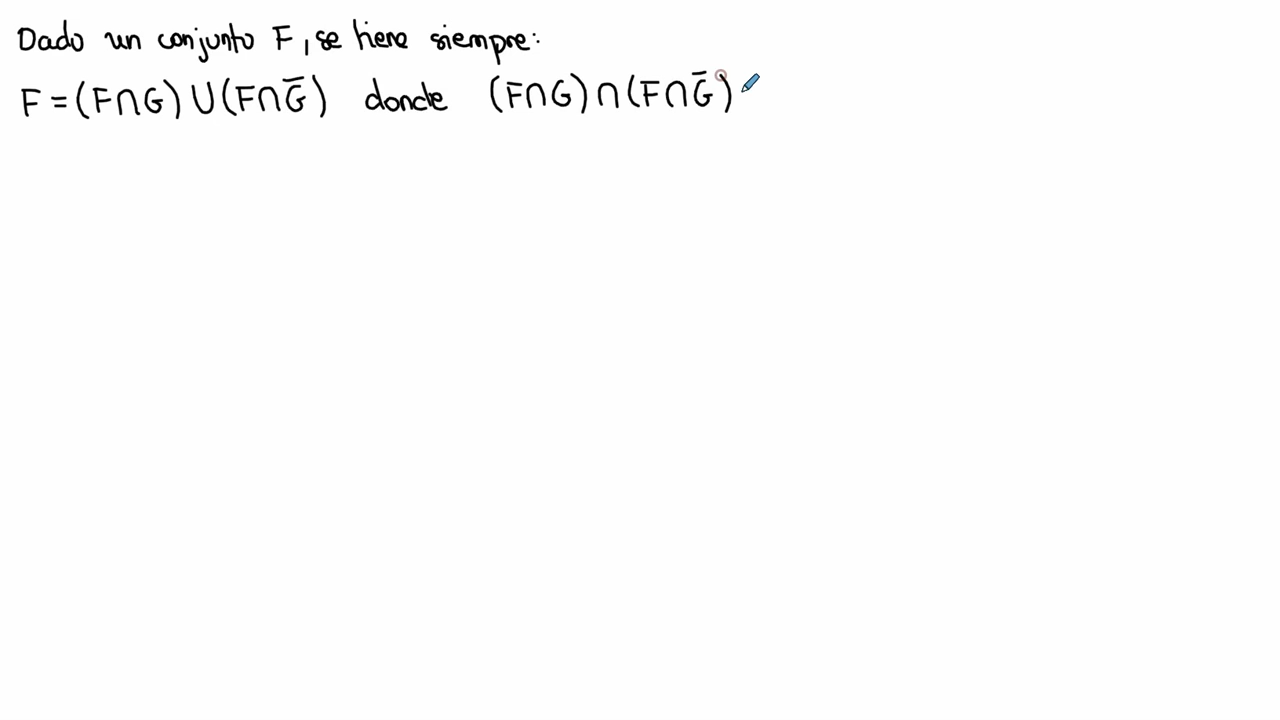 Dado un conjunto F, se tiene siempre:
F = (F∩G) ∪ (F∩G̅) donde (F∩G) ∩ (F∩G̅)